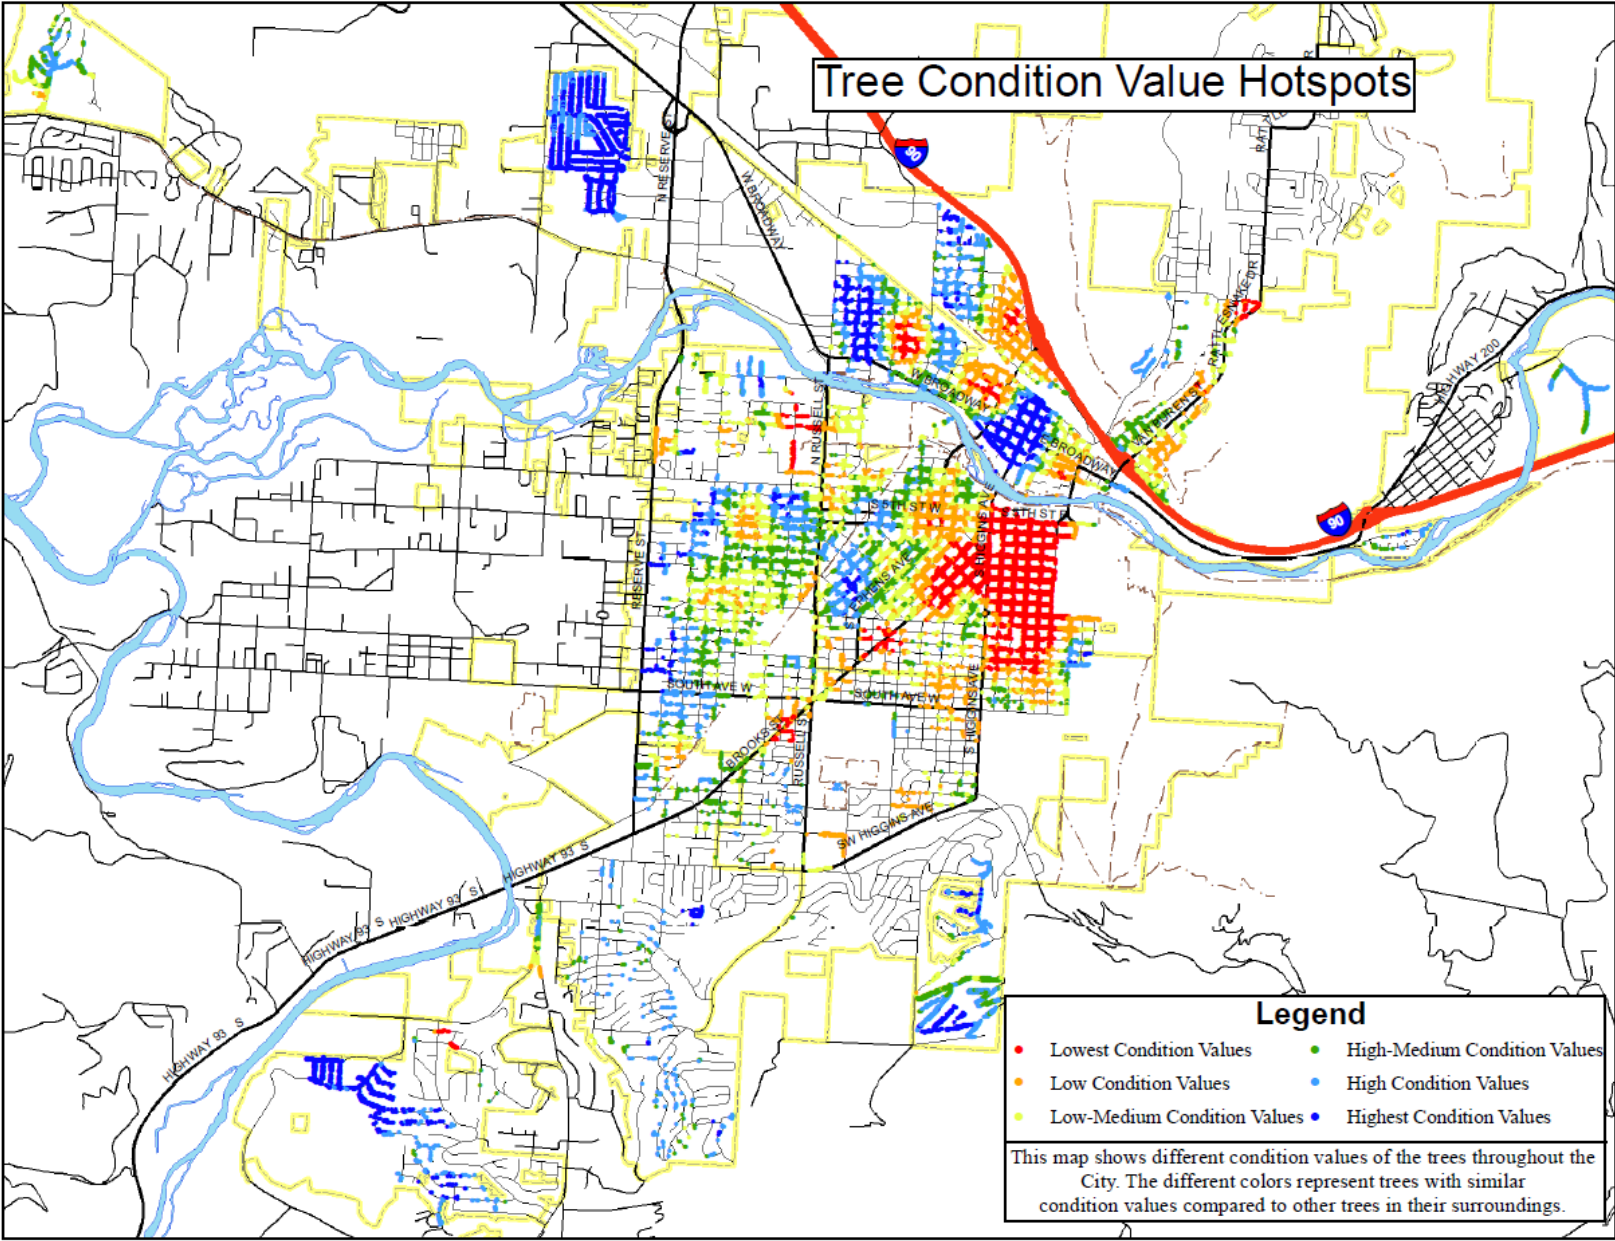 Tree Condition Value Hotspots
90
N RESERVE ST
W BROADWAY
RATTLESNAKE DR
HIGHWAY 200
W BROADWAY
VAN BUREN ST
E BROADWAY
N RUSSELL ST
S 5TH ST W
S 5TH ST E
S HIGGINS AVE
RESERVE ST
STEPHENS AVE
90
SOUTH AVE W
SOUTH AVE W
S HIGGINS AVE
BROOKS ST
RUSSELL ST
SW HIGGINS AVE
HIGHWAY 93 S
HIGHWAY 93 S
HIGHWAY 93 S
HIGHWAY 93 S
Legend
Lowest Condition Values
High-Medium Condition Values
Low Condition Values
High Condition Values
Low-Medium Condition Values
Highest Condition Values
This map shows different condition values of the trees throughout the
City. The different colors represent trees with similar
condition values compared to other trees in their surroundings.